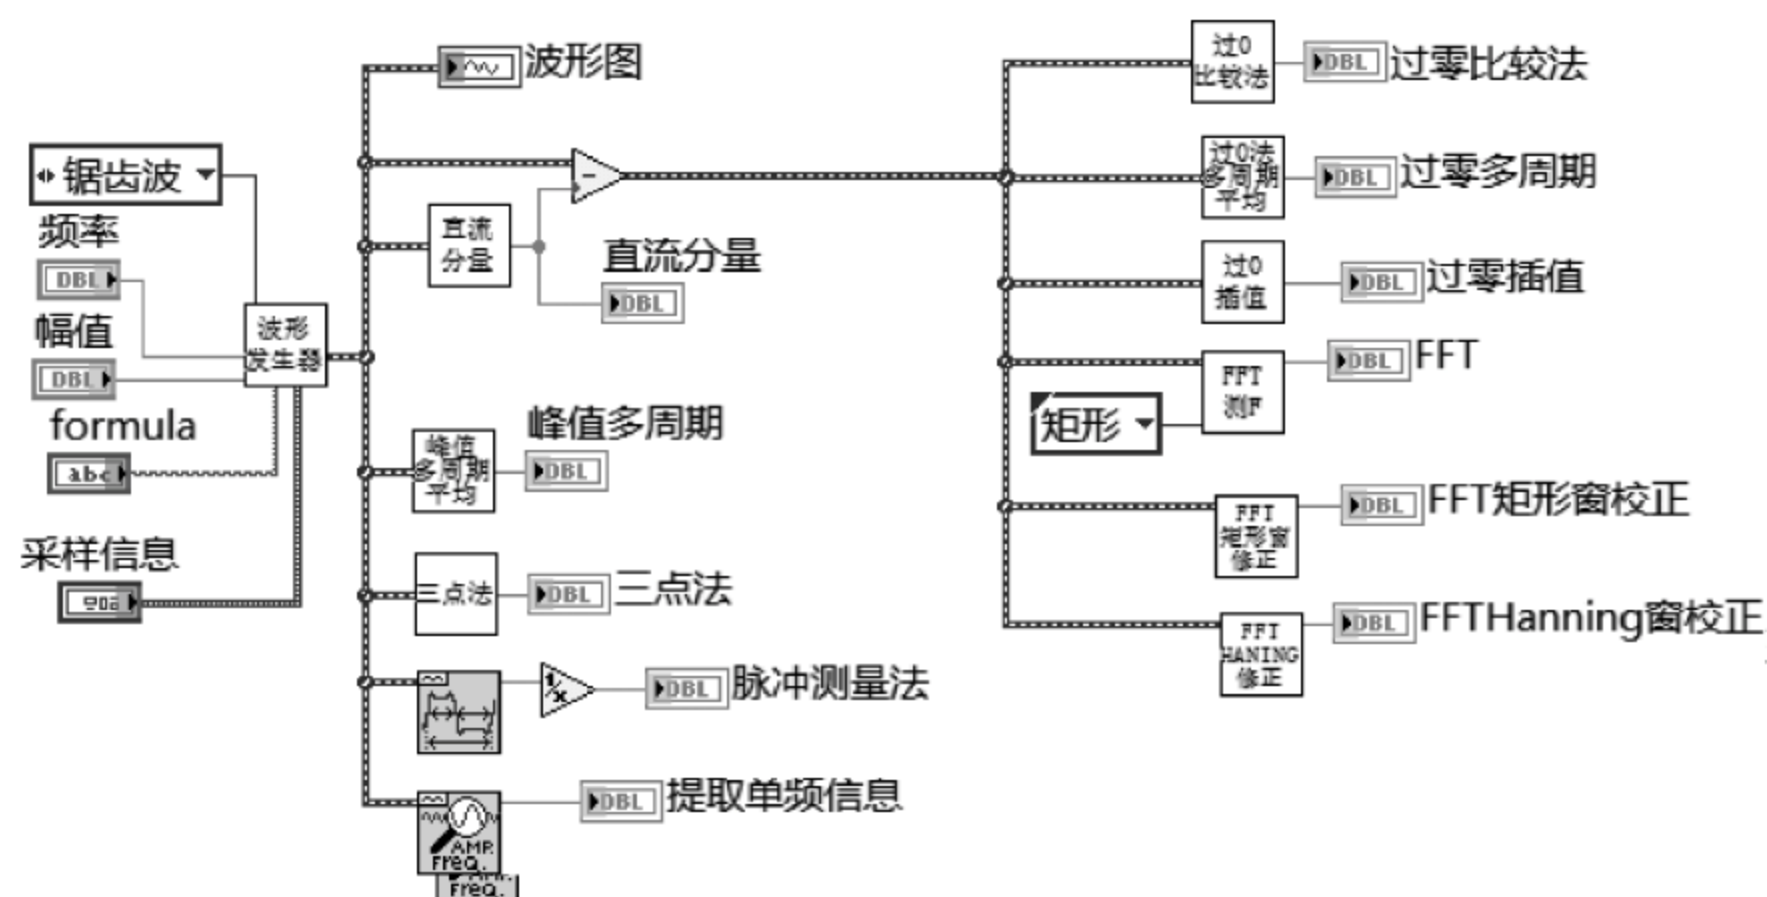 锯齿波
频率
DBL
幅值
DBL
formula
abc
采样信息
波形
发生器
波形图
直流
分量
直流分量
DBL
峰值
多周期
平均
峰值多周期
DBL
三点法
DBL
三点法
1/x
DBL
脉冲测量法
AMP.
Freq.
Freq.
DBL
提取单频信息
过0
比较法
DBL
过零比较法
过0法
多周期
平均
DBL
过零多周期
过0
插值
DBL
过零插值
矩形
FFT
测F
DBL
FFT
FFT
矩形窗
修正
DBL
FFT矩形窗校正
FFT
HANING
修正
DBL
FFTHanning窗校正